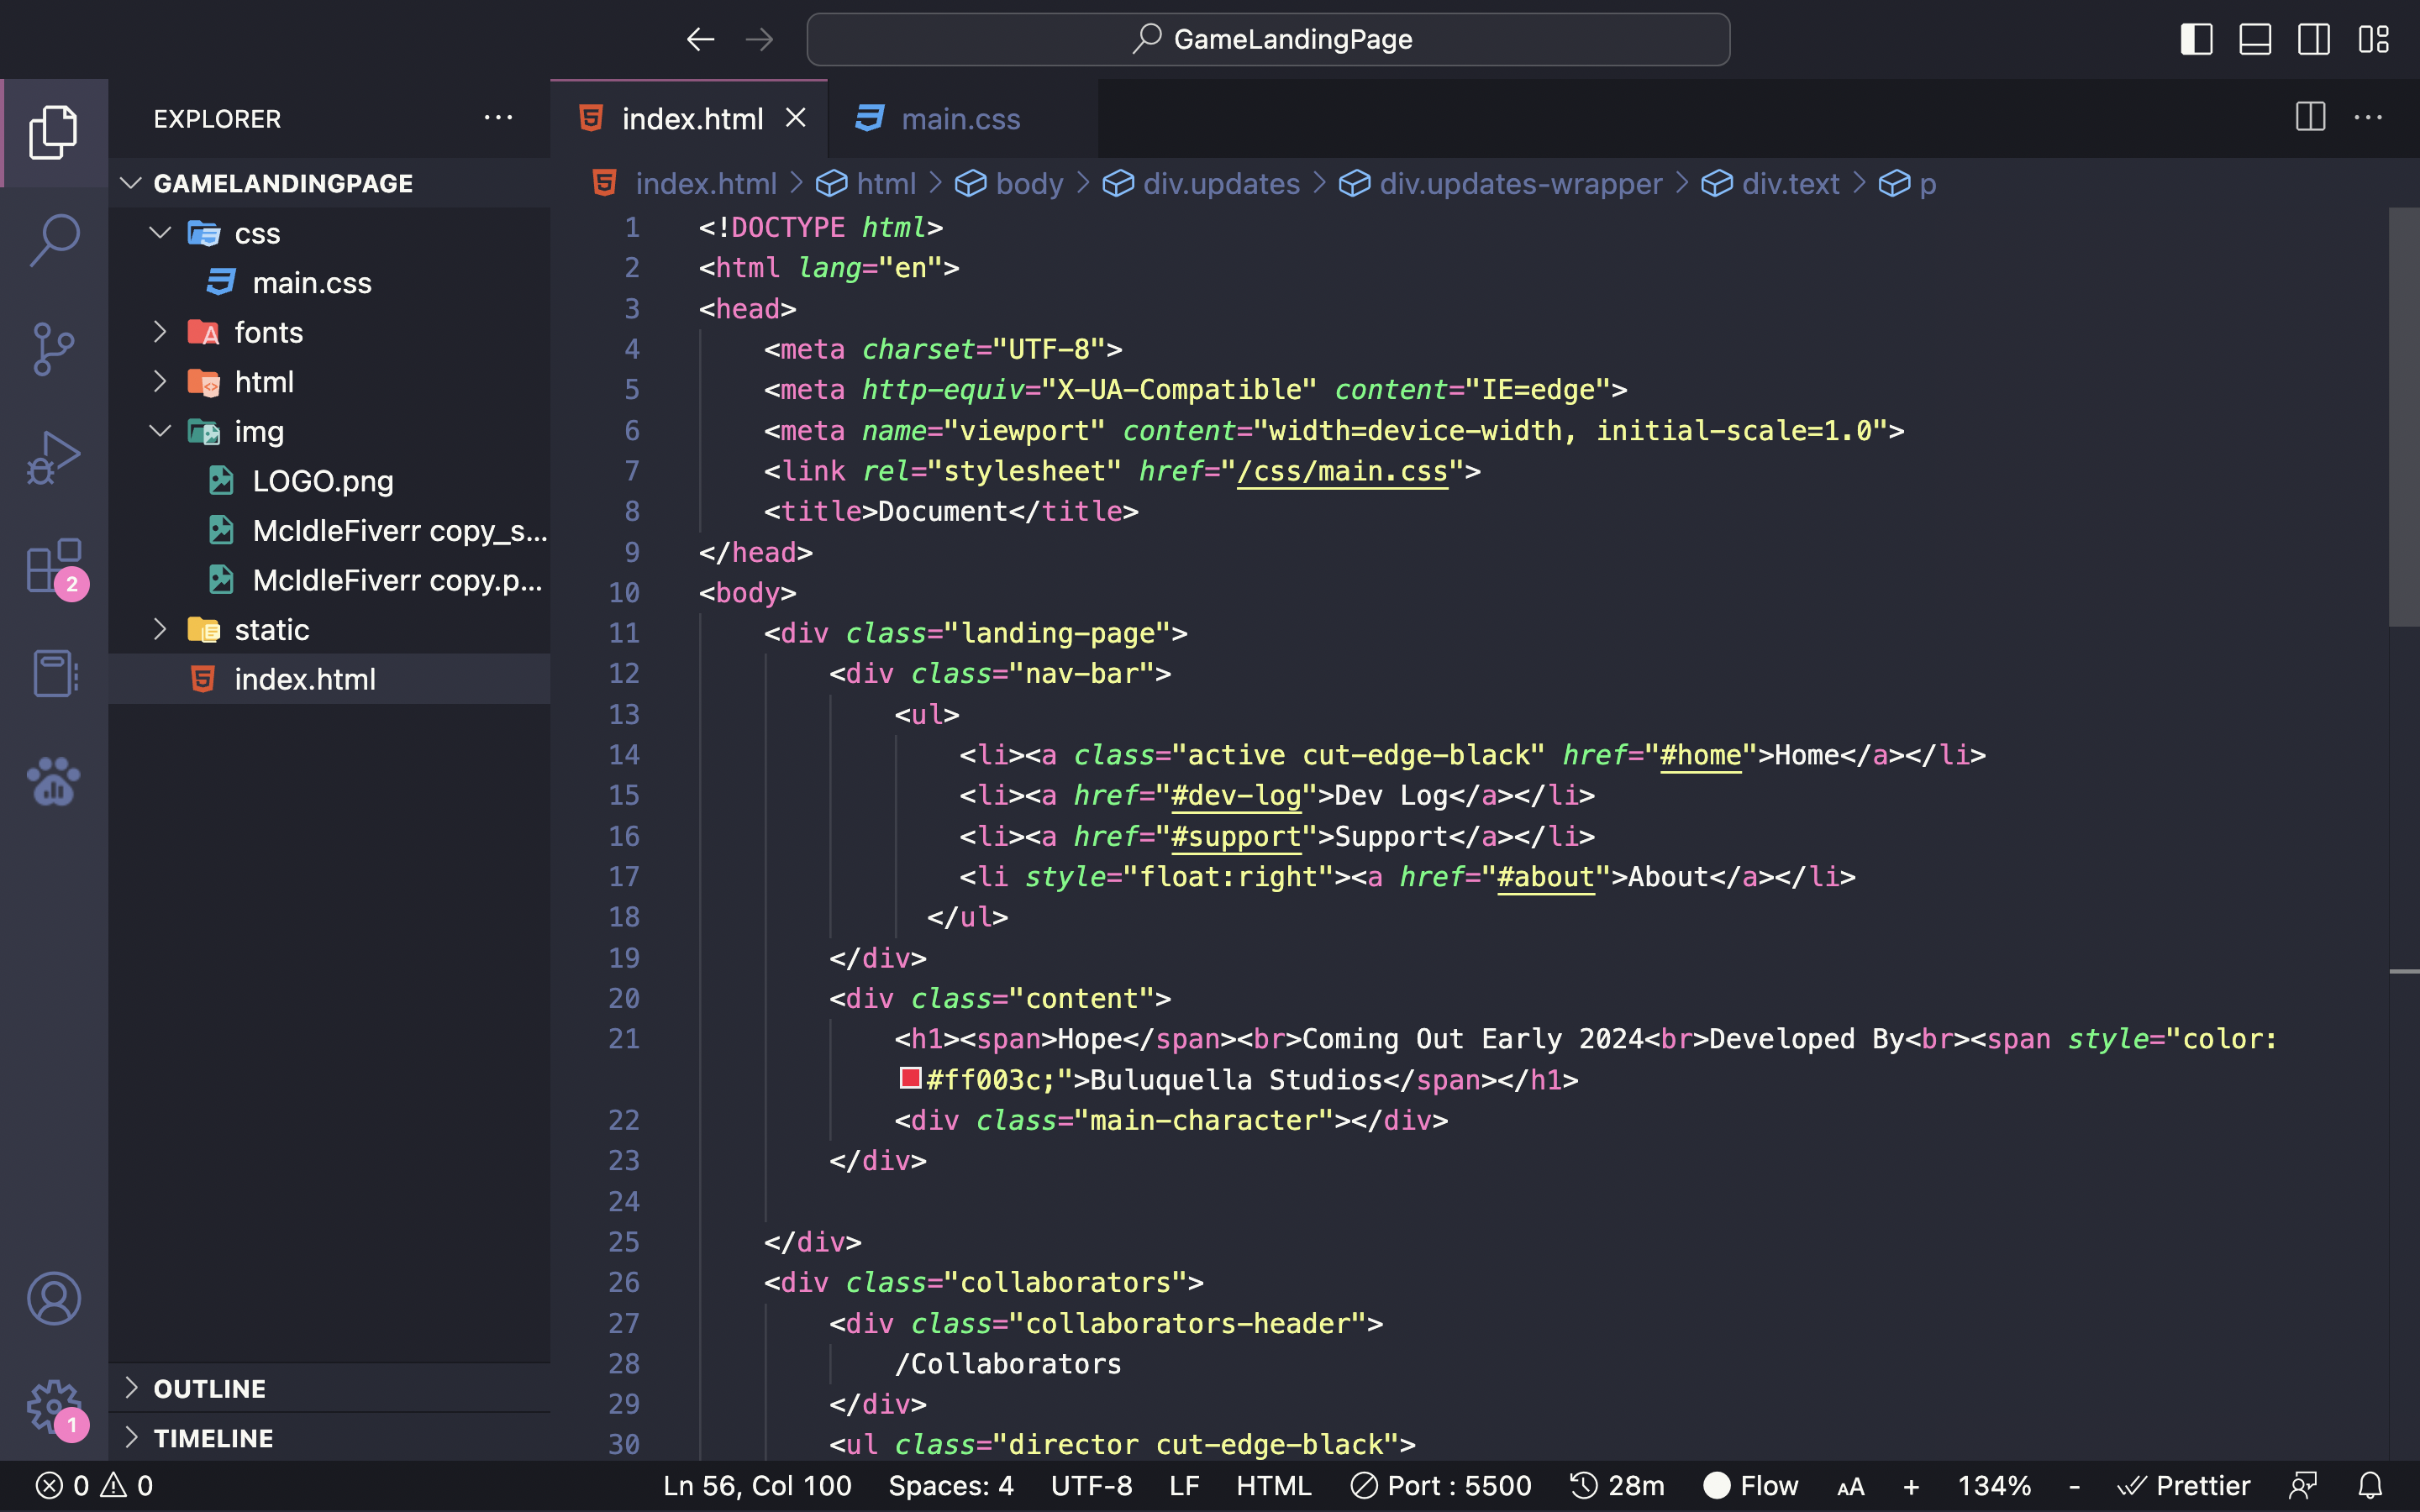 GameLandingPage
EXPLORER
index.html
main.css
GAMELANDINGPAGE
index.html > html > body > div.updates > div.updates-wrapper > div.text > p
css
main.css
fonts
html
img
LOGO.png
McIdleFiverr copy_s...
McIdleFiverr copy.p...
static
index.html
2
1 <!DOCTYPE html>
2 <html lang="en">
3 <head>
4 <meta charset="UTF-8">
5 <meta http-equiv="X-UA-Compatible" content="IE=edge">
6 <meta name="viewport" content="width=device-width, initial-scale=1.0">
7 <link rel="stylesheet" href="/css/main.css">
8 <title>Document</title>
9 </head>
10 <body>
11 <div class="landing-page">
12 <div class="nav-bar">
13 <ul>
14 <li><a class="active cut-edge-black" href="#home">Home</a></li>
15 <li><a href="#dev-log">Dev Log</a></li>
16 <li><a href="#support">Support</a></li>
17 <li style="float:right"><a href="#about">About</a></li>
18 </ul>
19 </div>
20 <div class="content">
21 <h1><span>Hope</span><br>Coming Out Early 2024<br>Developed By<br><span style="color:
#ff003c;">Buluquella Studios</span></h1>
22 <div class="main-character"></div>
23 </div>
24
25 </div>
26 <div class="collaborators">
27 <div class="collaborators-header">
28 /Collaborators
29 </div>
30 <ul class="director cut-edge-black">
OUTLINE
TIMELINE
1
0 0
Ln 56, Col 100 Spaces: 4 UTF-8 LF HTML Port : 5500 28m Flow AA + 134% - Prettier